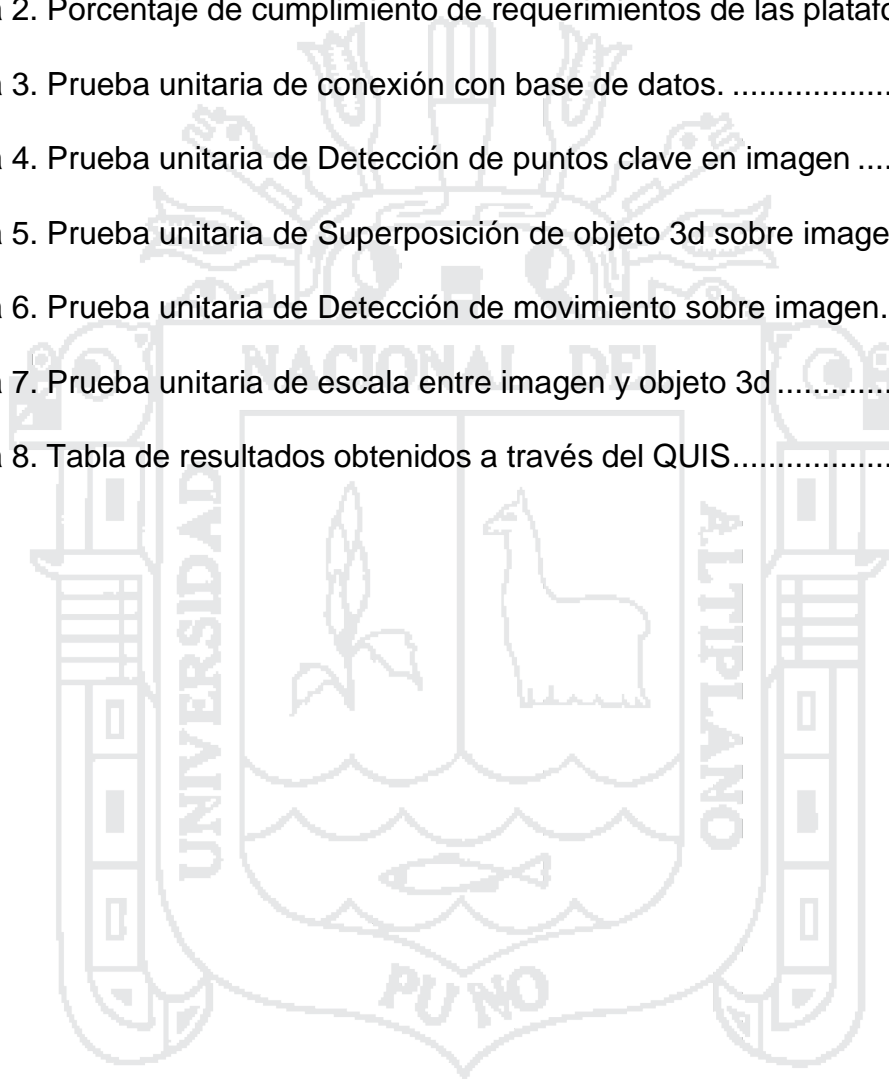 a 2. Porcentaje de cumplimiento de requerimientos de las platafo
a 3. Prueba unitaria de conexión con base de datos. ..................
a 4. Prueba unitaria de Detección de puntos clave en imagen ....
a 5. Prueba unitaria de Superposición de objeto 3d sobre image
a 6. Prueba unitaria de Detección de movimiento sobre imagen.
a 7. Prueba unitaria de escala entre imagen y objeto 3d .............
a 8. Tabla de resultados obtenidos a través del QUIS..................
NACIONAL DEL
UNIVERSIDAD
ALTIPLANO
PUNO